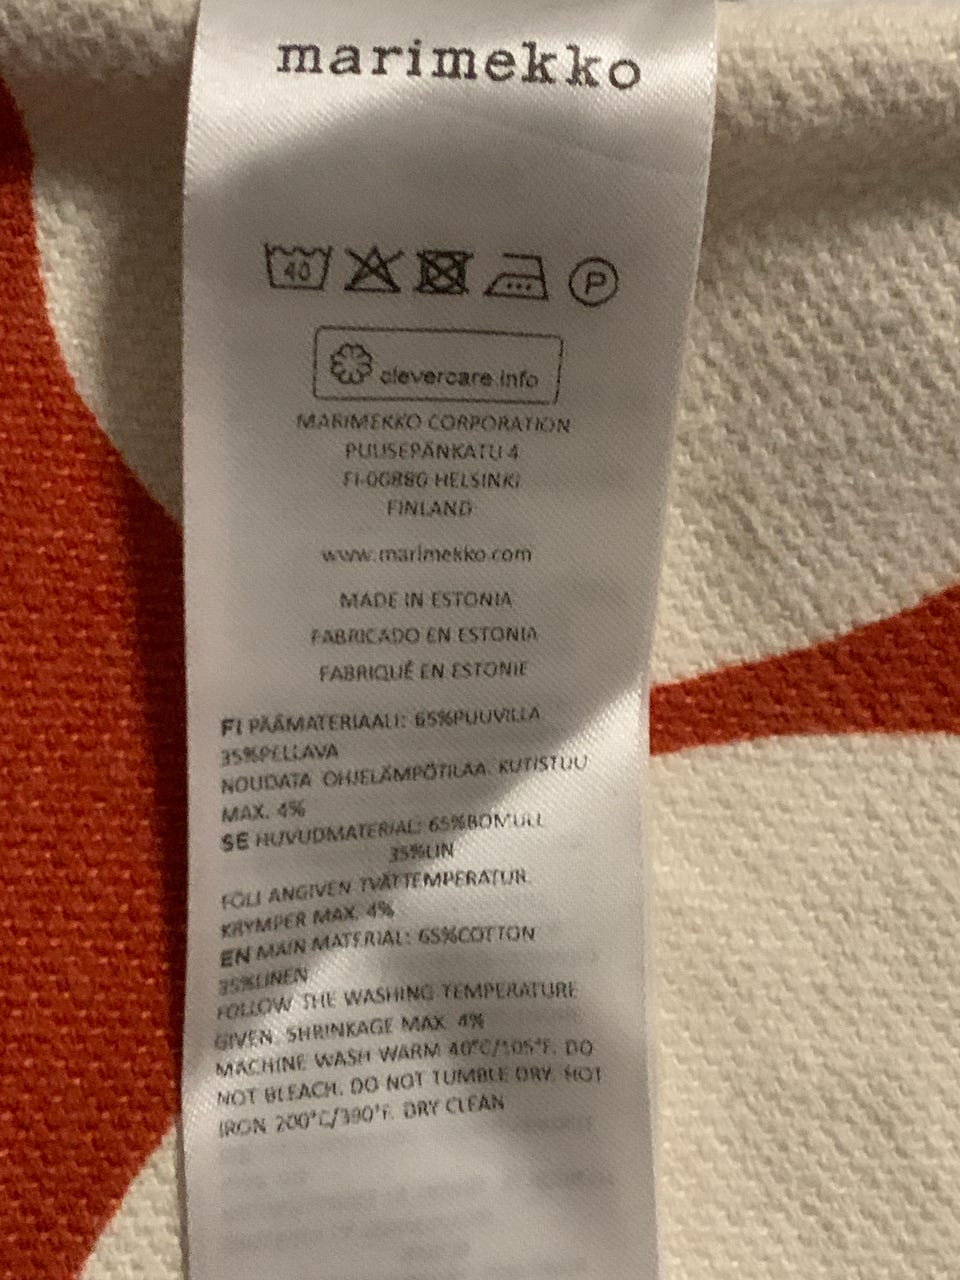 marimekko
40
P
clevercare.info
MARIMEKKO CORPORATION
PUUSEPÄNKATU 4
FI-00880 HELSINKI
FINLAND
www.marimekko.com
MADE IN ESTONIA
FABRICADO EN ESTONIA
FABRIQUÉ EN ESTONIE
FI PÄÄMATERIAALI: 65%PUUVILLA
35%PELLAVA
NOUDATA OHJELÄMPÖTILAA. KUTISTUU
MAX. 4%
SE HUVUDMATERIAL: 65%BOMULL
35%LIN
FÖLJ ANGIVEN TVÄTTEMPERATUR.
KRYMPER MAX. 4%
EN MAIN MATERIAL: 65%COTTON
35%LINEN
FOLLOW THE WASHING TEMPERATURE
GIVEN. SHRINKAGE MAX. 4%
MACHINE WASH WARM 40°C/105°F. DO
NOT BLEACH. DO NOT TUMBLE DRY. HOT
IRON 200°C/390°F. DRY CLEAN